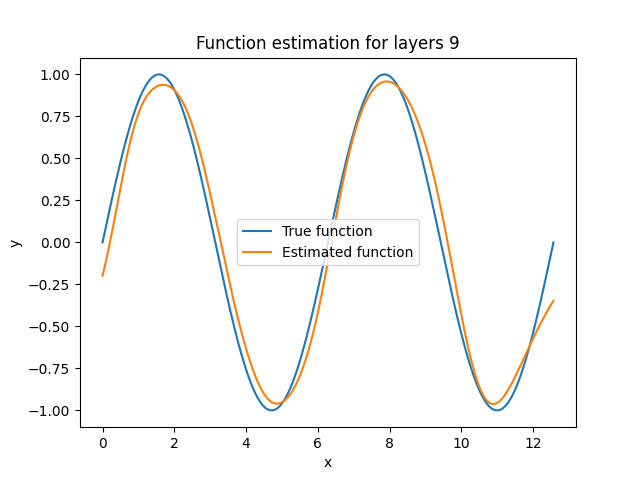 Function estimation for layers 9
1.00
0.75
0.50
0.25
0.00
−0.25
−0.50
−0.75
−1.00
y
True function
Estimated function
0 2 4 6 8 10 12
x